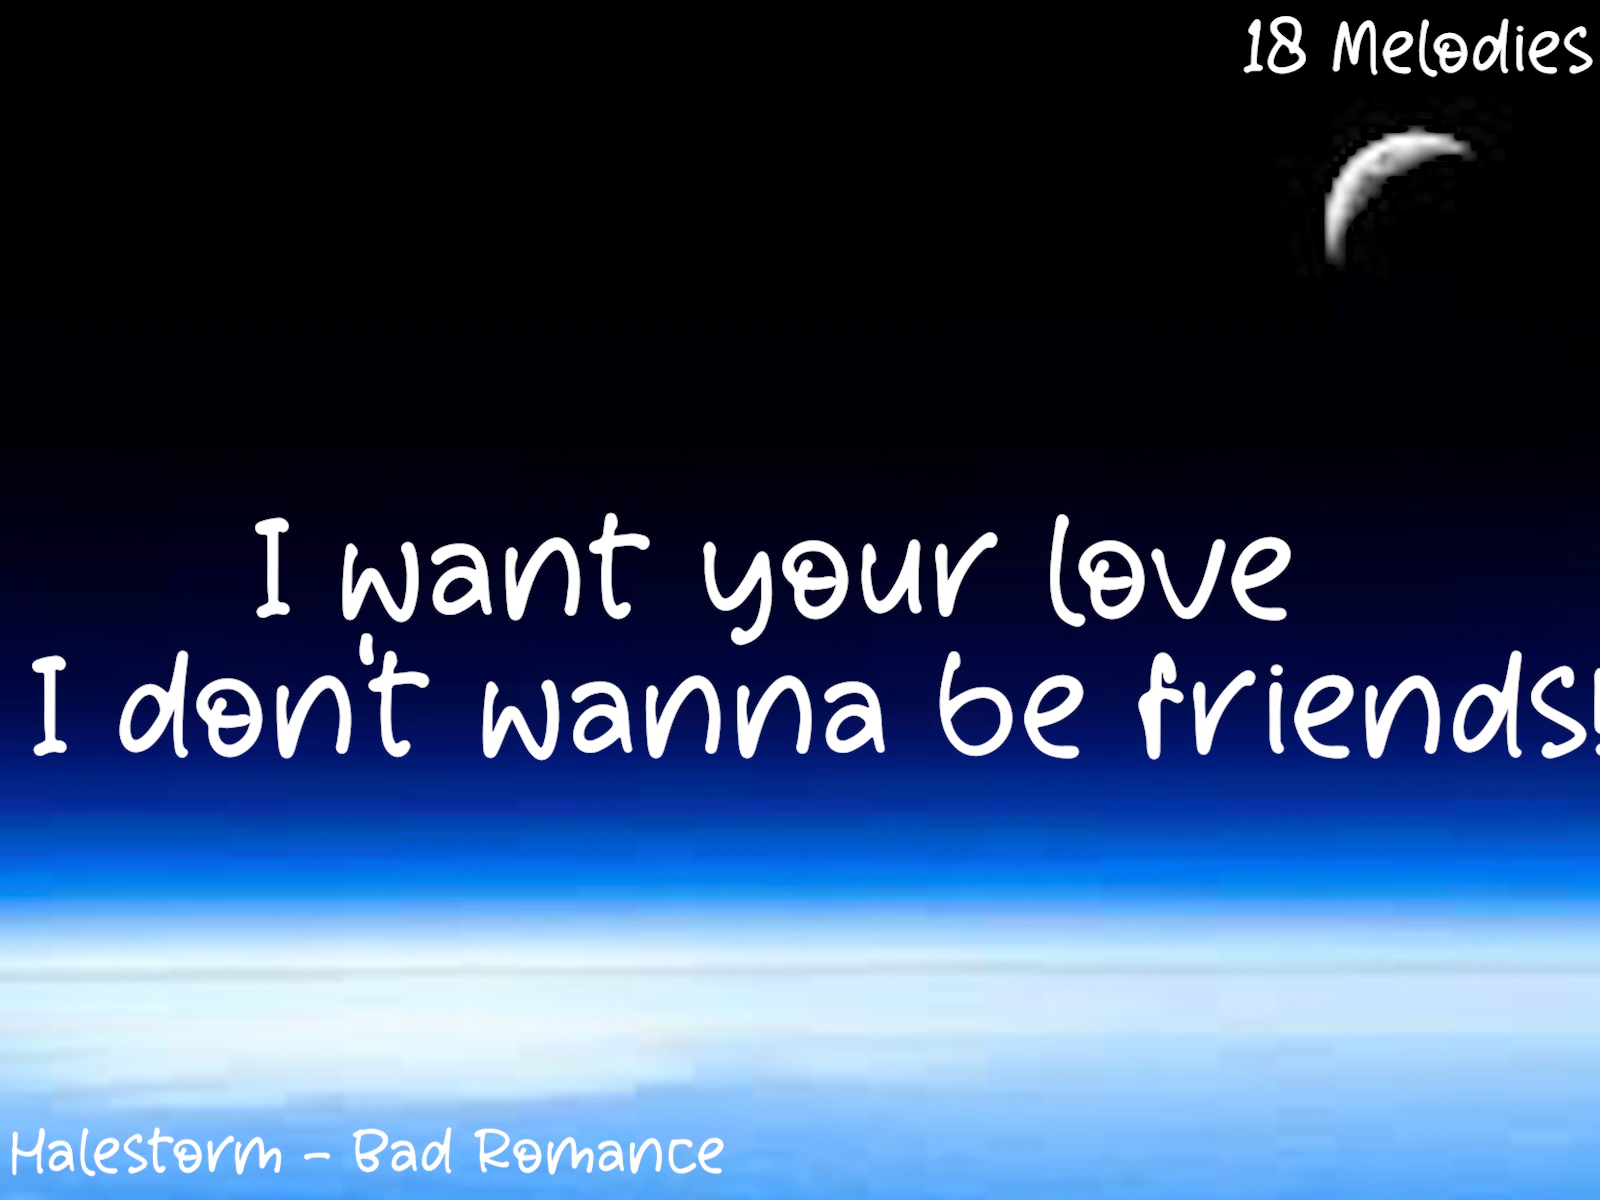 18 Melodies
I want your love
I don't wanna be friends!
Halestorm - Bad Romance